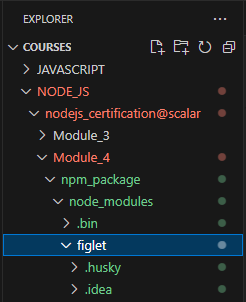 EXPLORER
COURSES
JAVASCRIPT
NODE_JS
nodejs_certification@scalar
Module_3
Module_4
npm_package
node_modules
.bin
figlet
.husky
.idea